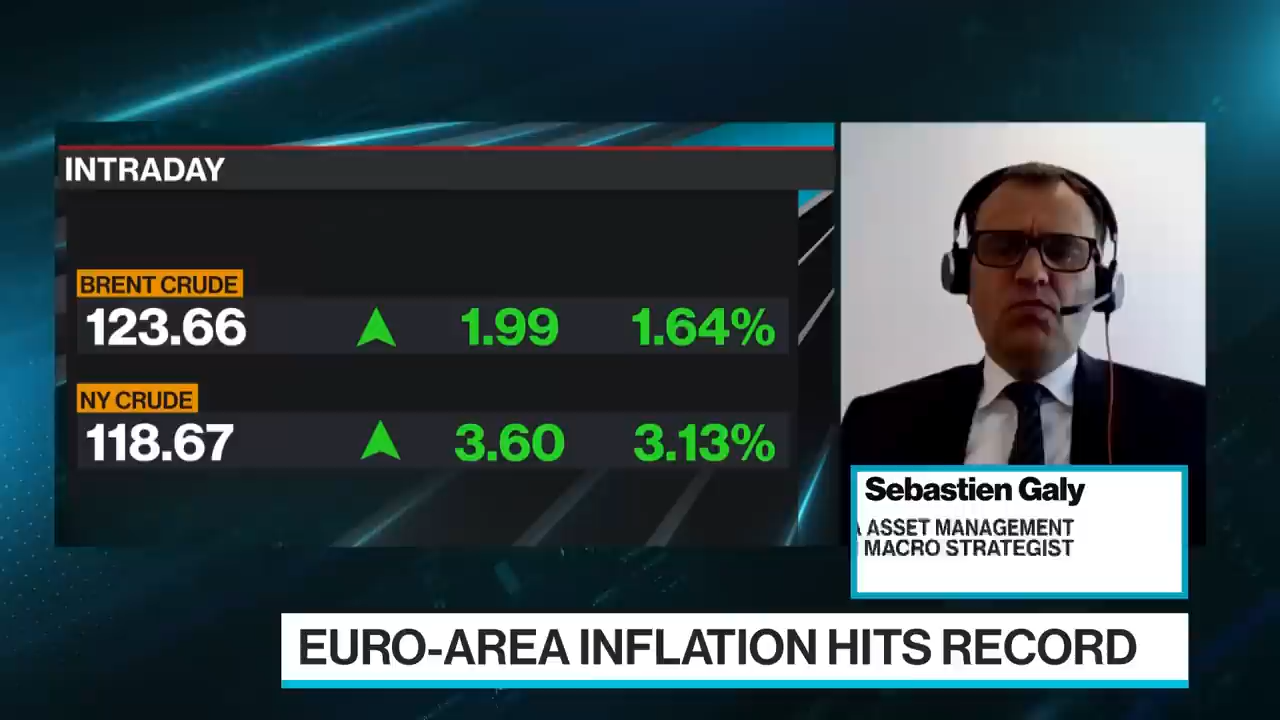 INTRADAY
BRENT CRUDE
123.66 1.99 1.64%
NY CRUDE
118.67 3.60 3.13%
Sebastien Galy
ASSET MANAGEMENT
MACRO STRATEGIST
EURO-AREA INFLATION HITS RECORD